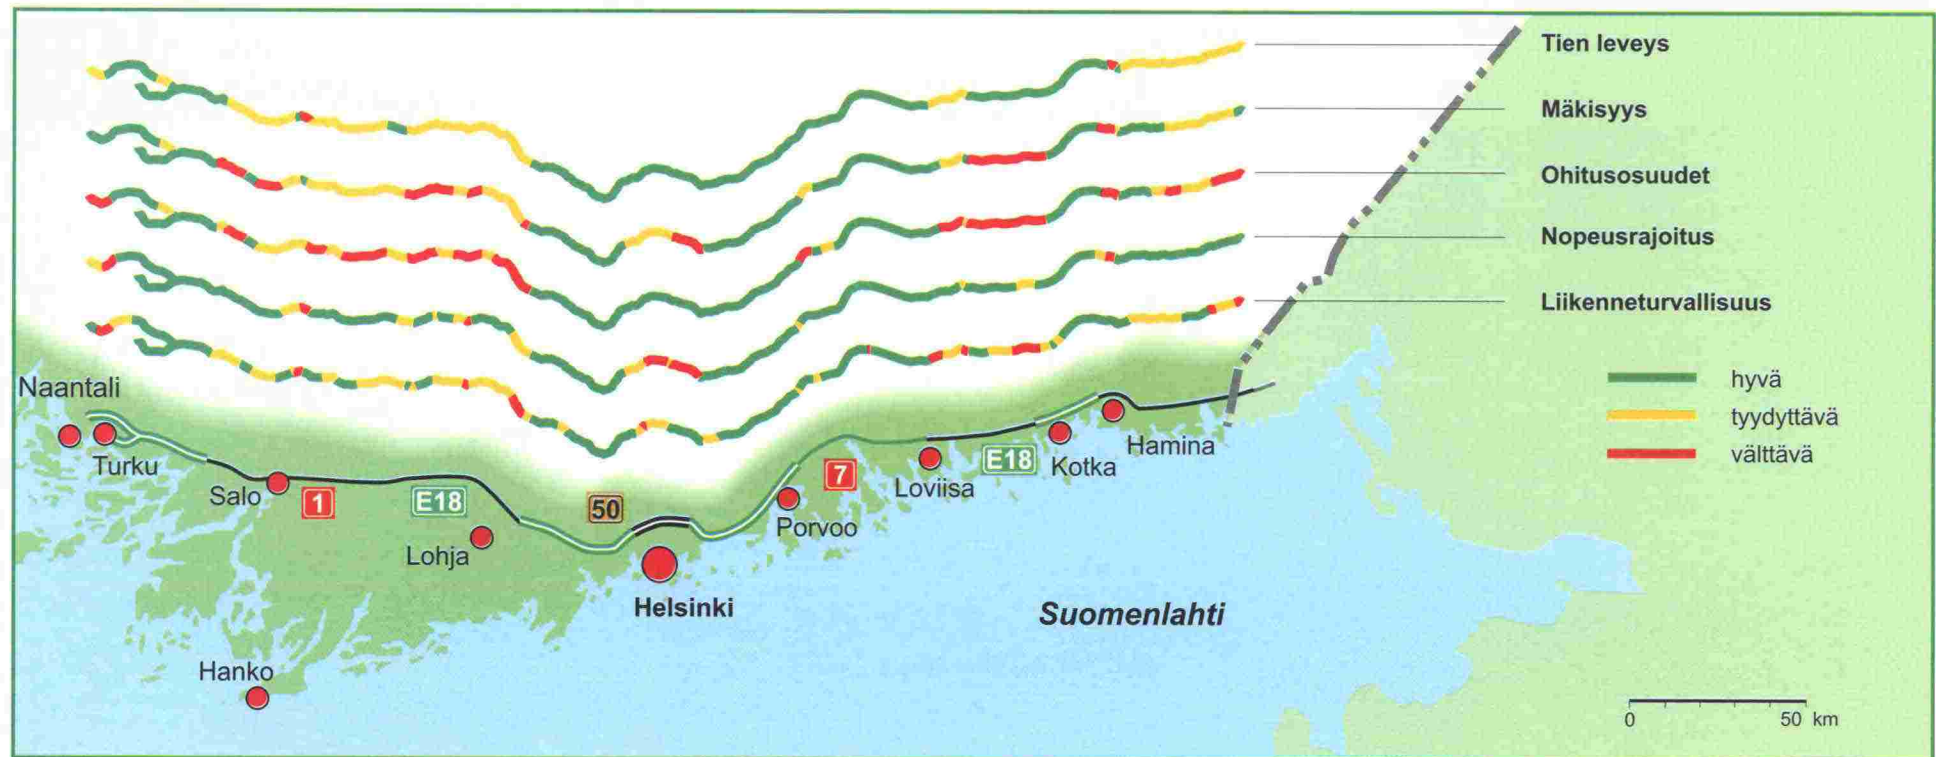 Tien leveys
Mäkisyys
Ohitusosuudet
Nopeusrajoitus
Liikenneturvallisuus
hyvä
tyydyttävä
välttävä
Naantali
Turku
Salo
1
E18
Lohja
50
Helsinki
Hanko
7
Porvoo
Loviisa
E18
Kotka
Hamina
Suomenlahti
0 50 km